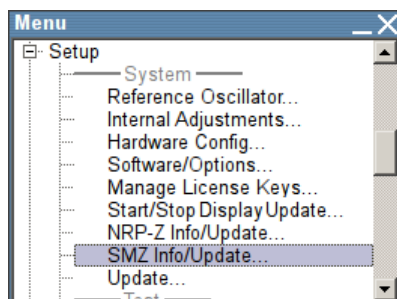 Menu
Setup
System
Reference Oscillator...
Internal Adjustments...
Hardware Config...
Software/Options...
Manage License Keys...
Start/Stop Display Update...
NRP-Z Info/Update...
SMZ Info/Update...
Update...
Test